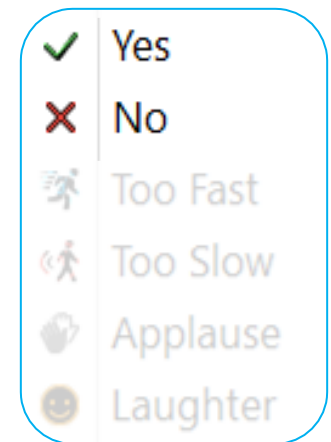 Yes
No
Too Fast
Too Slow
Applause
Laughter